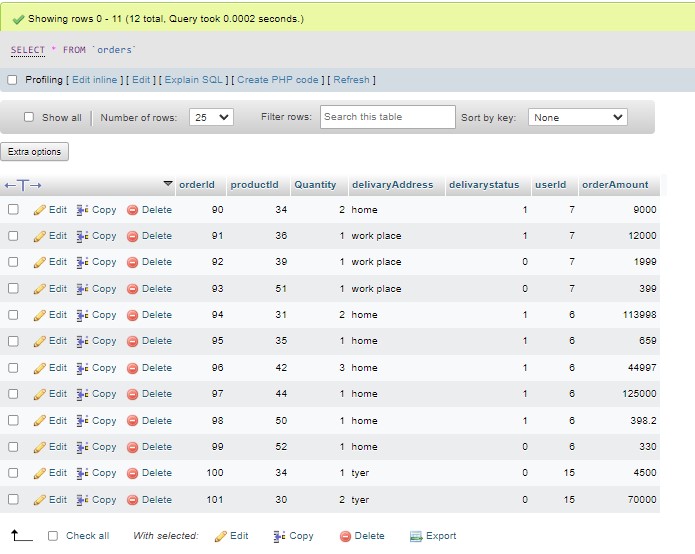 Showing rows 0 - 11 (12 total, Query took 0.0002 seconds.)
SELECT * FROM `orders`
Profiling [ Edit inline ] [ Edit ] [ Explain SQL ] [ Create PHP code ] [ Refresh ]
Show all Number of rows: 25 Filter rows: Search this table Sort by key: None
Extra options
←T→ orderId productId Quantity delivaryAddress delivarystatus userId orderAmount
Edit Copy Delete 90 34 2 home 1 7 9000
Edit Copy Delete 91 36 1 work place 1 7 12000
Edit Copy Delete 92 39 1 work place 0 7 1999
Edit Copy Delete 93 51 1 work place 0 7 399
Edit Copy Delete 94 31 2 home 1 6 113998
Edit Copy Delete 95 35 1 home 1 6 659
Edit Copy Delete 96 42 3 home 1 6 44997
Edit Copy Delete 97 44 1 home 1 6 125000
Edit Copy Delete 98 50 1 home 1 6 398.2
Edit Copy Delete 99 52 1 home 0 6 330
Edit Copy Delete 100 34 1 tyer 0 15 4500
Edit Copy Delete 101 30 2 tyer 0 15 70000
Check all With selected: Edit Copy Delete Export